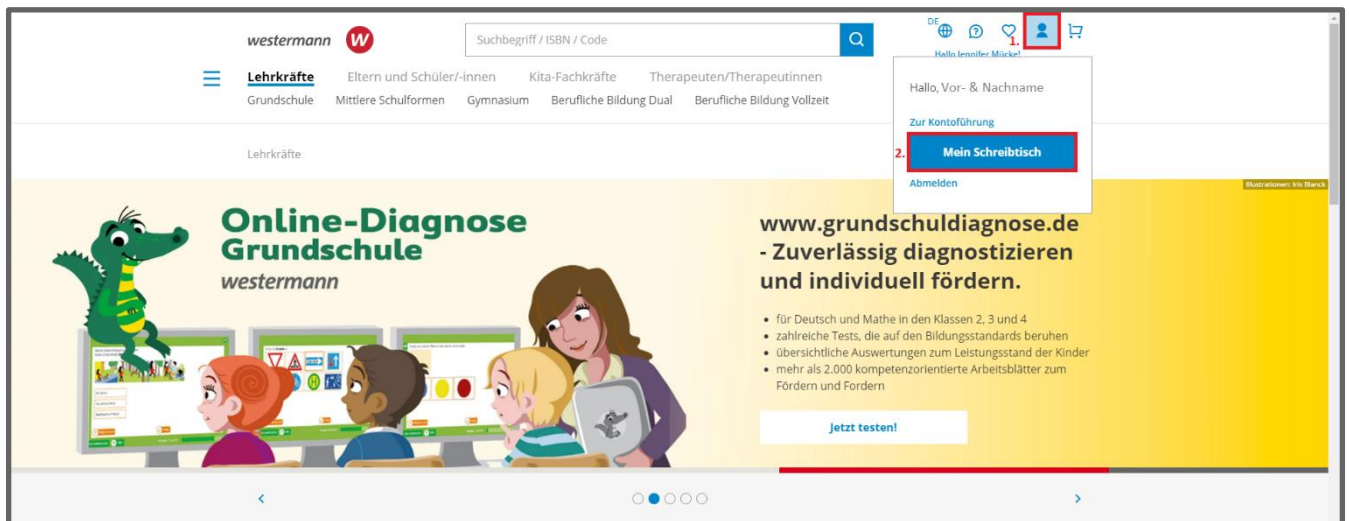 westermann W
Suchbegriff / ISBN / Code
DE
1.
Hallo Jennifer Mücke!
Lehrkräfte
Eltern und Schüler/-innen
Kita-Fachkräfte
Therapeuten/Therapeutinnen
Grundschule
Mittlere Schulformen
Gymnasium
Berufliche Bildung Dual
Berufliche Bildung Vollzeit
Hallo, Vor- & Nachname
Zur Kontoführung
2. Mein Schreibtisch
Abmelden
Lehrkräfte
Illustrationen: Iris Blanck
Online-Diagnose
Grundschule
westermann
www.grundschuldiagnose.de
- Zuverlässig diagnostizieren
und individuell fördern.
• für Deutsch und Mathe in den Klassen 2, 3 und 4
• zahlreiche Tests, die auf den Bildungsstandards beruhen
• übersichtliche Auswertungen zum Leistungsstand der Kinder
• mehr als 2.000 kompetenzorientierte Arbeitsblätter zum
Fördern und Fordern
Jetzt testen!